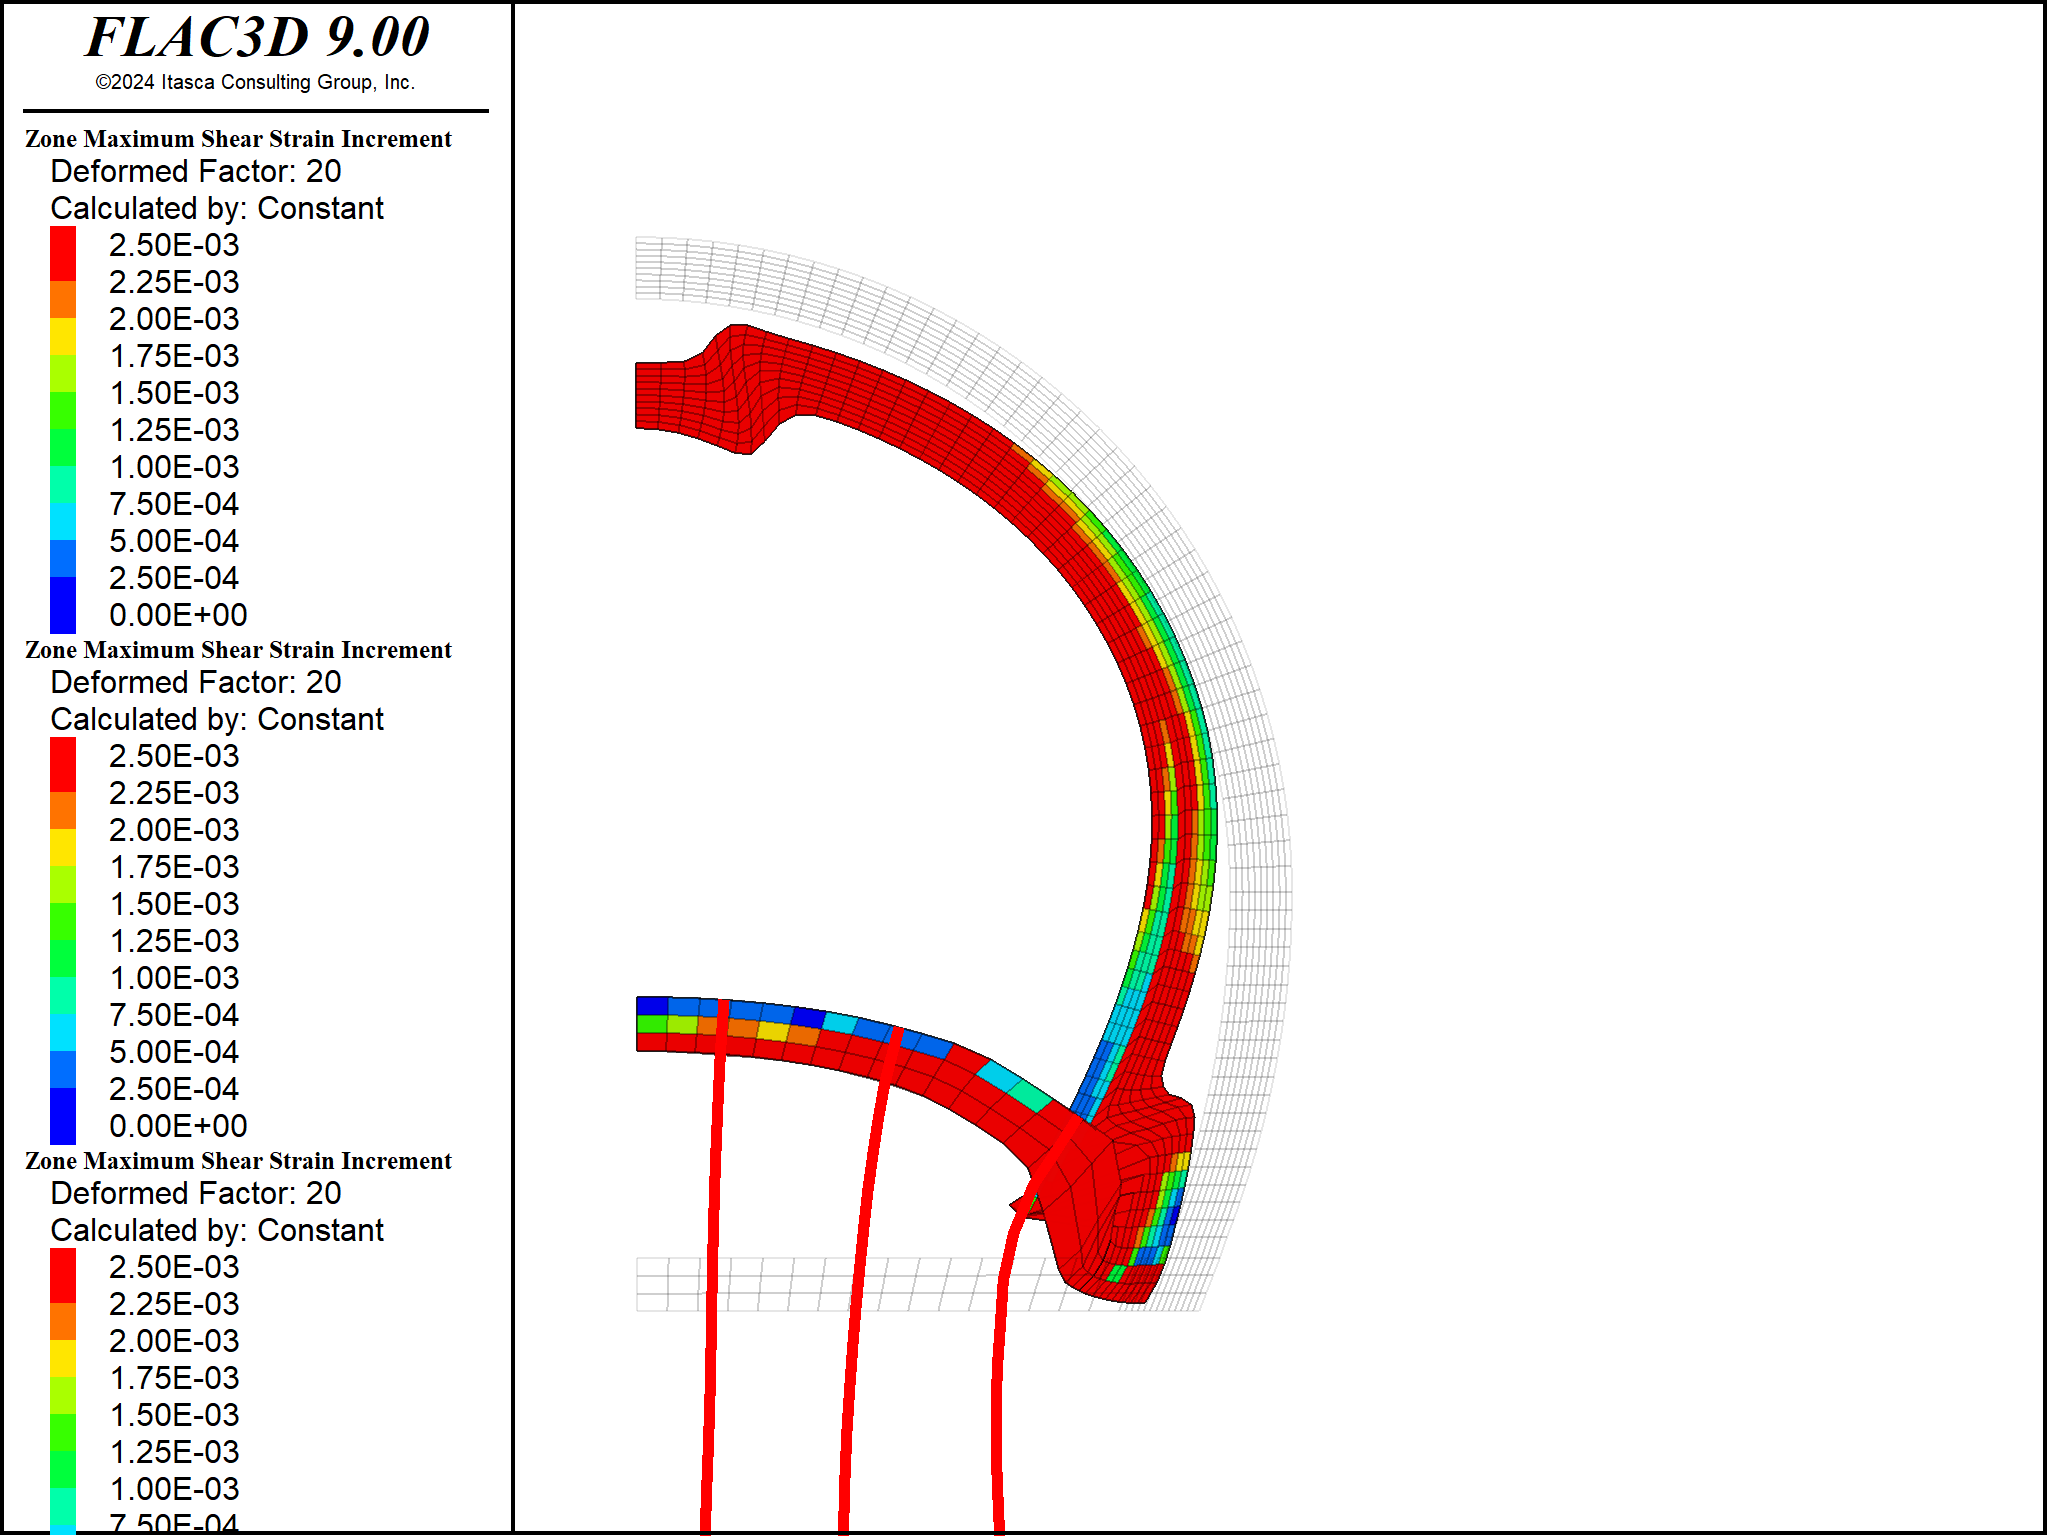 FLAC3D 9.00
©2024 Itasca Consulting Group, Inc.
Zone Maximum Shear Strain Increment
Deformed Factor: 20
Calculated by: Constant
2.50E-03
2.25E-03
2.00E-03
1.75E-03
1.50E-03
1.25E-03
1.00E-03
7.50E-04
5.00E-04
2.50E-04
0.00E+00
Zone Maximum Shear Strain Increment
Deformed Factor: 20
Calculated by: Constant
2.50E-03
2.25E-03
2.00E-03
1.75E-03
1.50E-03
1.25E-03
1.00E-03
7.50E-04
5.00E-04
2.50E-04
0.00E+00
Zone Maximum Shear Strain Increment
Deformed Factor: 20
Calculated by: Constant
2.50E-03
2.25E-03
2.00E-03
1.75E-03
1.50E-03
1.25E-03
1.00E-03
7.50E-04